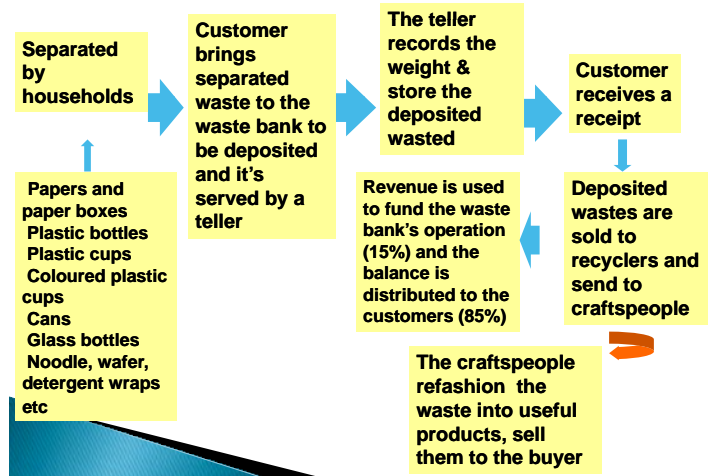 Papers and
paper boxes
Plastic bottles
Plastic cups
Coloured plastic
cups
Cans
Glass bottles
Noodle, wafer,
detergent wraps
etc
Separated
by
households
Customer
brings
separated
waste to the
waste bank to
be deposited
and it's
served by a
teller
The teller
records the
weight &
store the
deposited
wasted
Customer
receives a
receipt
Deposited
wastes are
sold to
recyclers and
send to
craftspeople
Revenue is used
to fund the waste
bank's operation
(15%) and the
balance is
distributed to the
customers (85%)
The craftspeople
refashion the
waste into useful
products, sell
them to the buyer